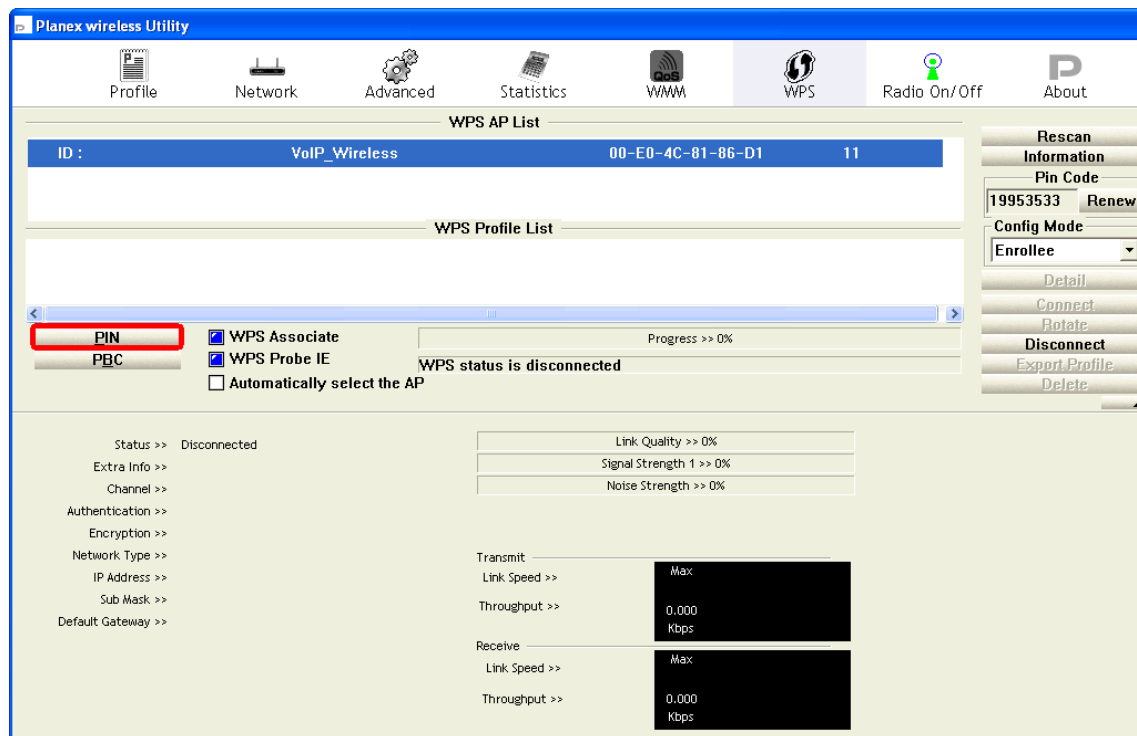 Planex wireless Utility
Profile Network Advanced Statistics WMM WPS Radio On/Off About
QoS
WPS AP List
ID : VoIP_Wireless 00-E0-4C-81-86-D1 11
Rescan
Information
Pin Code
19953533 Renew
WPS Profile List
Config Mode
Enrollee
Detail
Connect
Rotate
Disconnect
Export Profile
Delete
PIN
PBC
WPS Associate
WPS Probe IE
Automatically select the AP
Progress >> 0%
WPS status is disconnected
Status >> Disconnected
Extra Info >>
Channel >>
Authentication >>
Encryption >>
Network Type >>
IP Address >>
Sub Mask >>
Default Gateway >>
Link Quality >> 0%
Signal Strength 1 >> 0%
Noise Strength >> 0%
Transmit
Link Speed >>
Throughput >>
Max
0.000
Kbps
Receive
Link Speed >>
Throughput >>
Max
0.000
Kbps